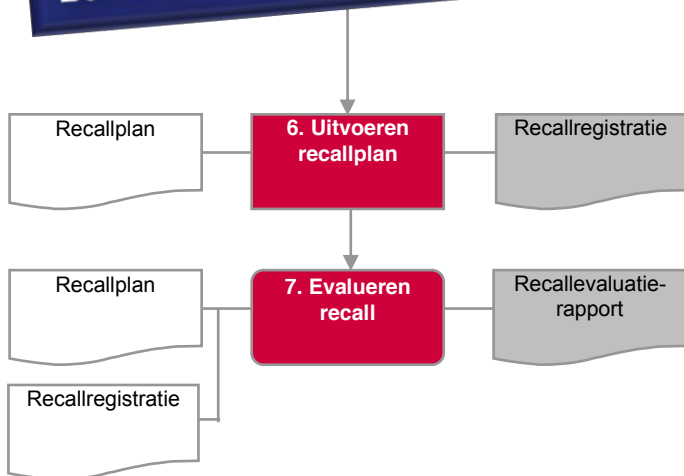 Recallplan
6. Uitvoeren
recallplan
Recallregistratie
Recallplan
7. Evalueren
recall
Recallevaluatie-
rapport
Recallregistratie